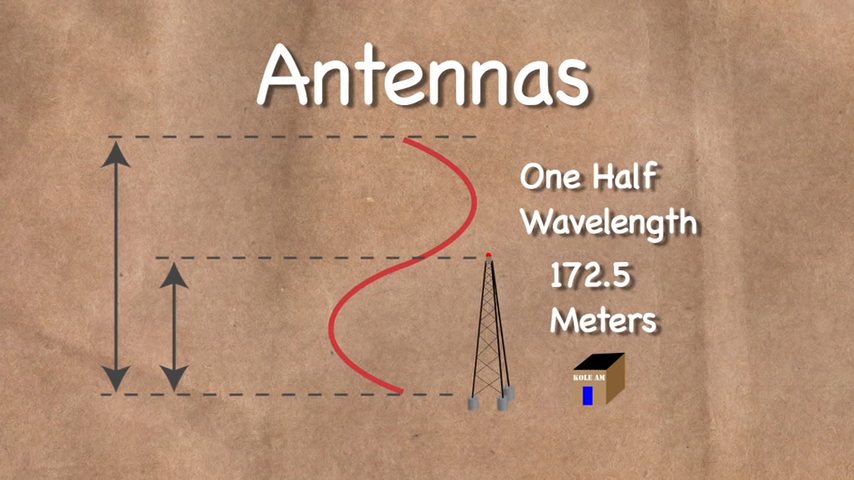 Antennas
One Half
Wavelength
172.5
Meters
KOLE AM